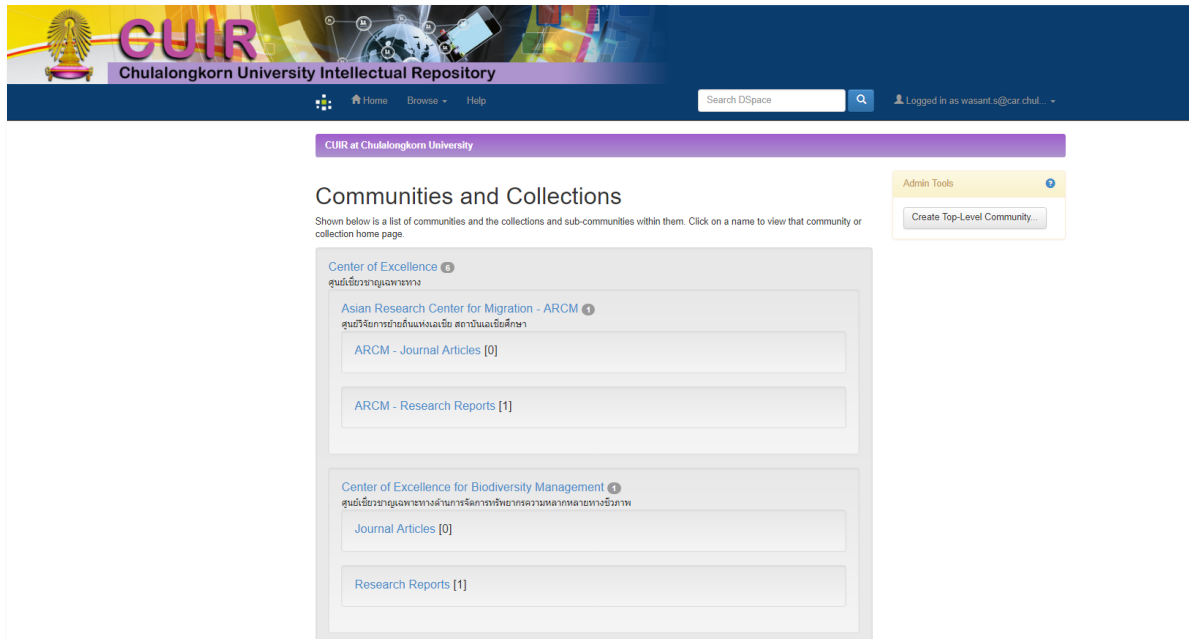 CUIR
Chulalongkorn University Intellectual Repository
Home Browse Help
Search DSpace
Logged in as wasant.s@car.chul...
CUIR at Chulalongkorn University
Communities and Collections
Shown below is a list of communities and the collections and sub-communities within them. Click on a name to view that community or
collection home page.
Admin Tools
Create Top-Level Community...
Center of Excellence 6
ศูนย์เชี่ยวชาญเฉพาะทาง
Asian Research Center for Migration - ARCM 1
ศูนย์วิจัยการย้ายถิ่นแห่งเอเชีย สถาบันเอเชียศึกษา
ARCM - Journal Articles [0]
ARCM - Research Reports [1]
Center of Excellence for Biodiversity Management 1
ศูนย์เชี่ยวชาญเฉพาะทางด้านการจัดการทรัพยากรความหลากหลายทางชีวภาพ
Journal Articles [0]
Research Reports [1]